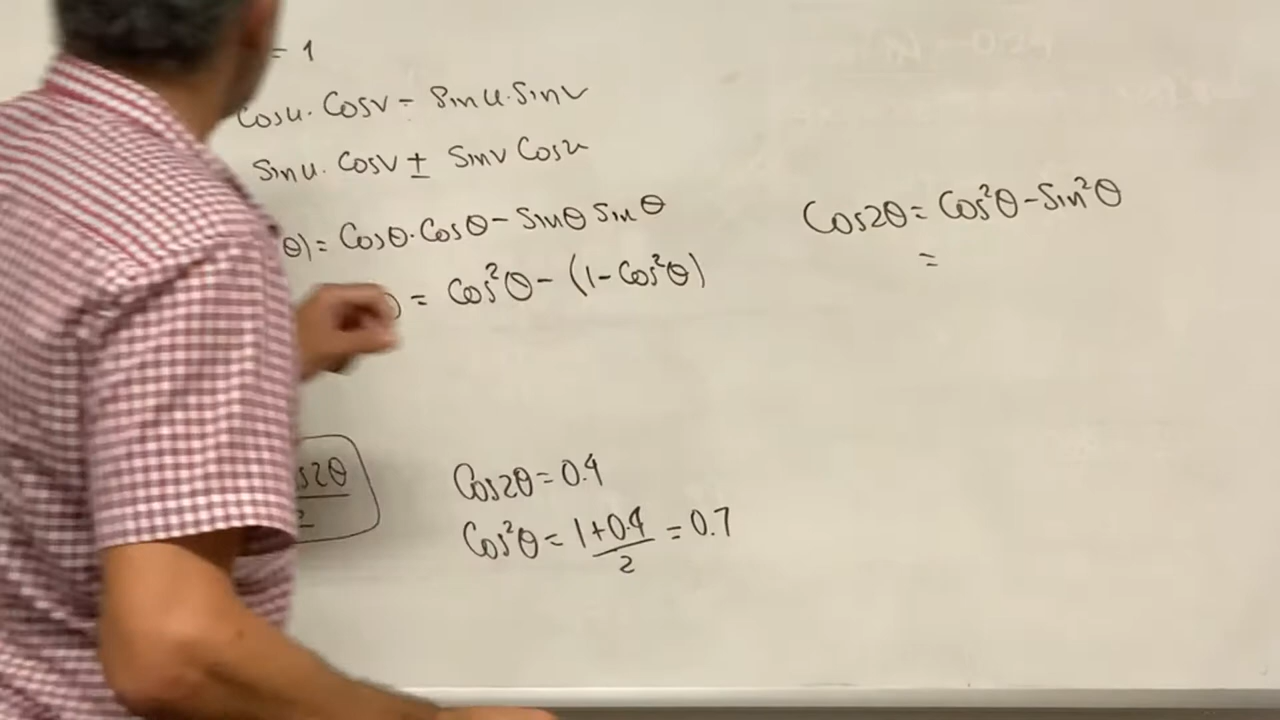 = 1
Cosu · Cosv - Sinu · Sinv
Sinu · Cosv ± Sinv Cosu
θ) = Cosθ · Cosθ - Sinθ Sinθ
= Cos²θ - (1 - Cos²θ)
s2θ
2
Cos2θ = 0.4
Cos²θ = 1+0.4 = 0.7
2
Cos2θ = Cos²θ - Sin²θ
=